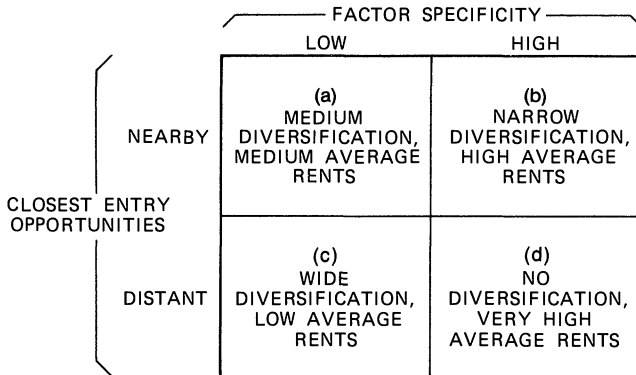 FACTOR SPECIFICITY
LOW HIGH
CLOSEST ENTRY
OPPORTUNITIES
NEARBY
(a)
MEDIUM
DIVERSIFICATION,
MEDIUM AVERAGE
RENTS
(b)
NARROW
DIVERSIFICATION,
HIGH AVERAGE
RENTS
DISTANT
(c)
WIDE
DIVERSIFICATION,
LOW AVERAGE
RENTS
(d)
NO
DIVERSIFICATION,
VERY HIGH
AVERAGE RENTS